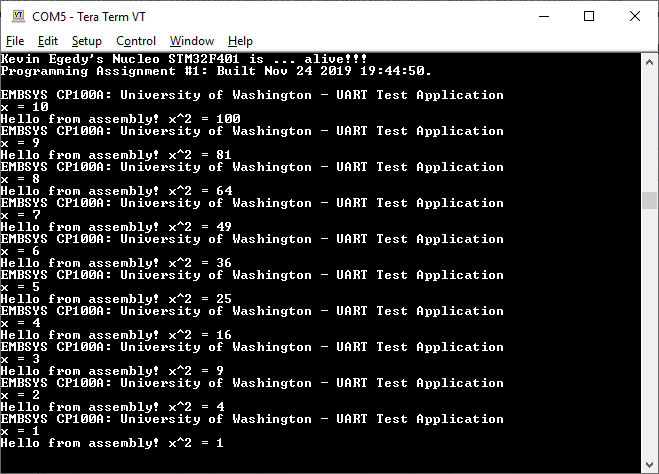 COM5 - Tera Term VT
File Edit Setup Control Window Help
Kevin Egedy's Nucleo STM32F401 is ... alive!!!
Programming Assignment #1: Built Nov 24 2019 19:44:50.
EMBSYS CP100A: University of Washington - UART Test Application
x = 10
Hello from assembly! x^2 = 100
EMBSYS CP100A: University of Washington - UART Test Application
x = 9
Hello from assembly! x^2 = 81
EMBSYS CP100A: University of Washington - UART Test Application
x = 8
Hello from assembly! x^2 = 64
EMBSYS CP100A: University of Washington - UART Test Application
x = 7
Hello from assembly! x^2 = 49
EMBSYS CP100A: University of Washington - UART Test Application
x = 6
Hello from assembly! x^2 = 36
EMBSYS CP100A: University of Washington - UART Test Application
x = 5
Hello from assembly! x^2 = 25
EMBSYS CP100A: University of Washington - UART Test Application
x = 4
Hello from assembly! x^2 = 16
EMBSYS CP100A: University of Washington - UART Test Application
x = 3
Hello from assembly! x^2 = 9
EMBSYS CP100A: University of Washington - UART Test Application
x = 2
Hello from assembly! x^2 = 4
EMBSYS CP100A: University of Washington - UART Test Application
x = 1
Hello from assembly! x^2 = 1